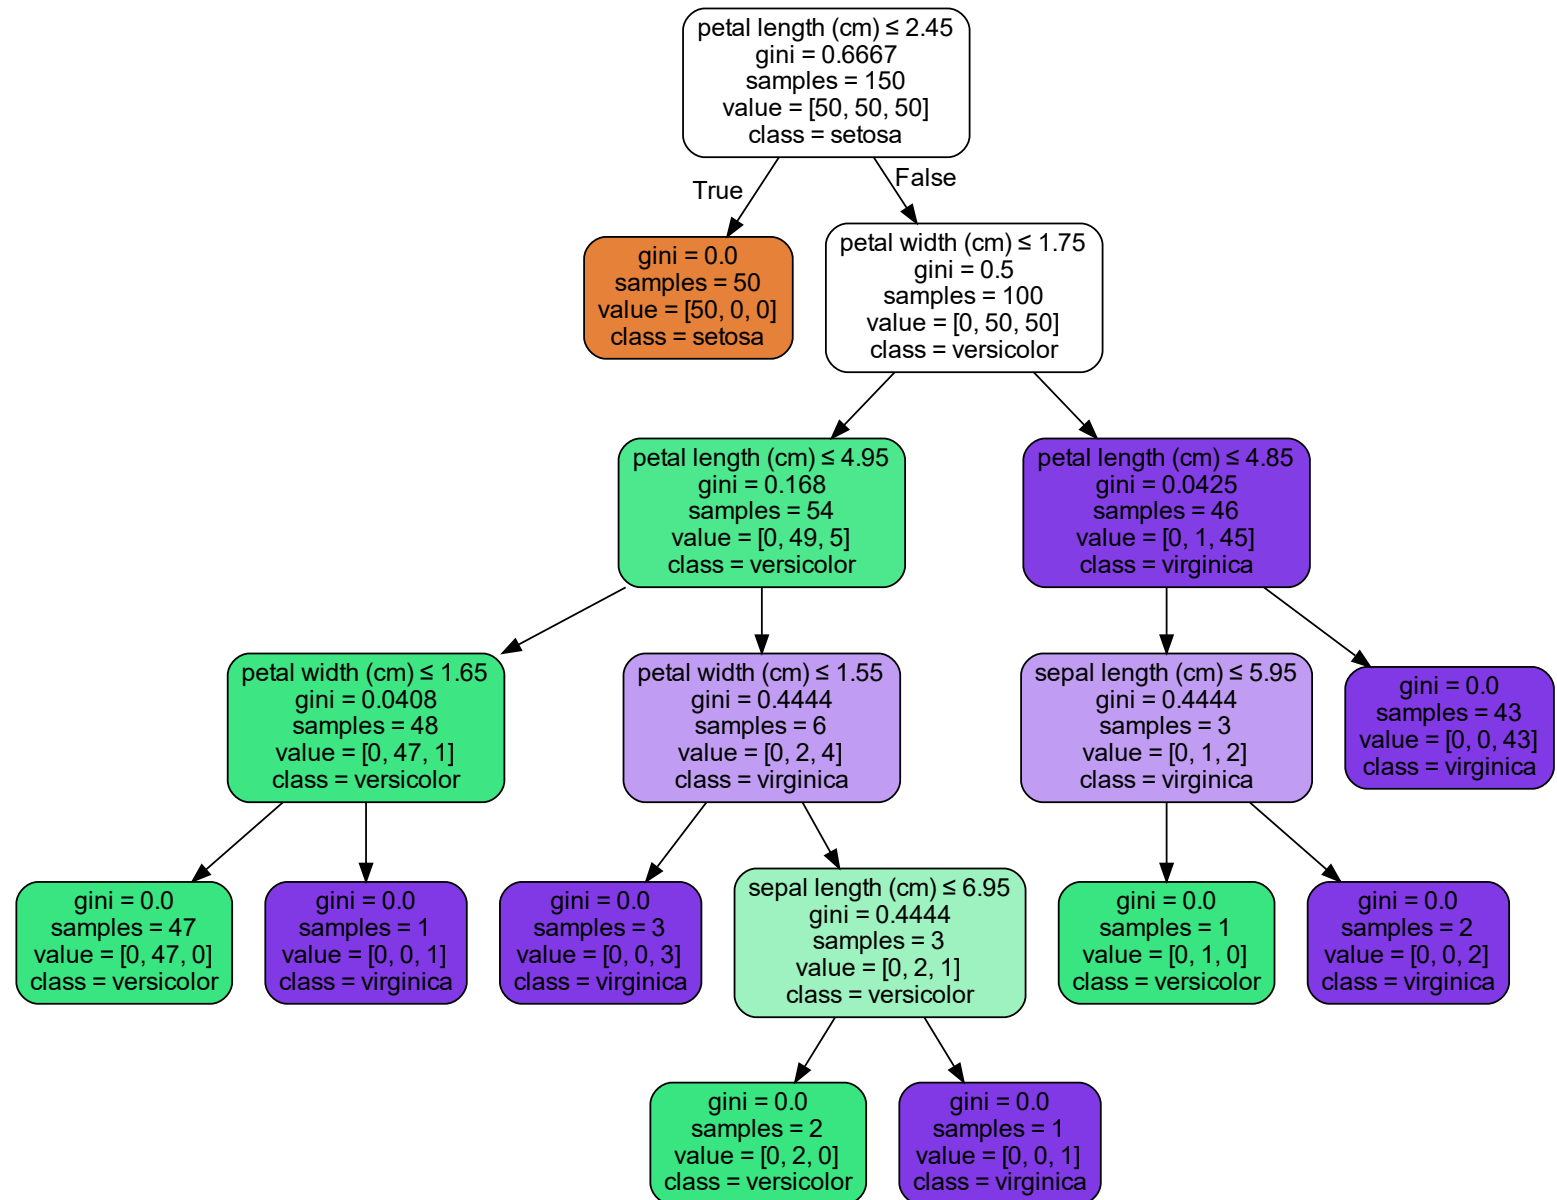 petal length (cm) ≤ 2.45
gini = 0.6667
samples = 150
value = [50, 50, 50]
class = setosa
True
False
gini = 0.0
samples = 50
value = [50, 0, 0]
class = setosa
petal width (cm) ≤ 1.75
gini = 0.5
samples = 100
value = [0, 50, 50]
class = versicolor
petal length (cm) ≤ 4.95
gini = 0.168
samples = 54
value = [0, 49, 5]
class = versicolor
petal length (cm) ≤ 4.85
gini = 0.0425
samples = 46
value = [0, 1, 45]
class = virginica
petal width (cm) ≤ 1.65
gini = 0.0408
samples = 48
value = [0, 47, 1]
class = versicolor
petal width (cm) ≤ 1.55
gini = 0.4444
samples = 6
value = [0, 2, 4]
class = virginica
sepal length (cm) ≤ 5.95
gini = 0.4444
samples = 3
value = [0, 1, 2]
class = virginica
gini = 0.0
samples = 43
value = [0, 0, 43]
class = virginica
gini = 0.0
samples = 47
value = [0, 47, 0]
class = versicolor
gini = 0.0
samples = 1
value = [0, 0, 1]
class = virginica
gini = 0.0
samples = 3
value = [0, 0, 3]
class = virginica
sepal length (cm) ≤ 6.95
gini = 0.4444
samples = 3
value = [0, 2, 1]
class = versicolor
gini = 0.0
samples = 1
value = [0, 1, 0]
class = versicolor
gini = 0.0
samples = 2
value = [0, 0, 2]
class = virginica
gini = 0.0
samples = 2
value = [0, 2, 0]
class = versicolor
gini = 0.0
samples = 1
value = [0, 0, 1]
class = virginica